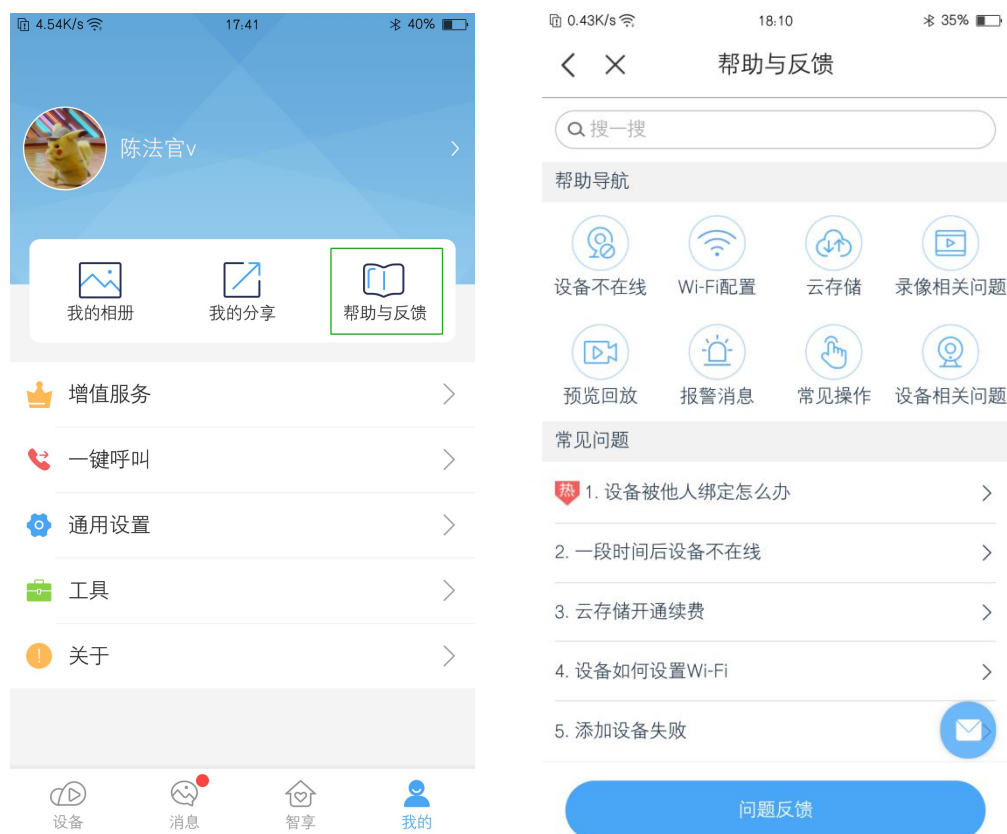 4.54K/s
17:41
40%
陈法官v
我的相册
我的分享
帮助与反馈
增值服务
一键呼叫
通用设置
工具
关于
设备
消息
智享
我的
0.43K/s
18:10
35%
帮助与反馈
搜一搜
帮助导航
设备不在线
Wi-Fi配置
云存储
录像相关问题
预览回放
报警消息
常见操作
设备相关问题
常见问题
热 1. 设备被他人绑定怎么办
2. 一段时间后设备不在线
3. 云存储开通续费
4. 设备如何设置Wi-Fi
5. 添加设备失败
问题反馈